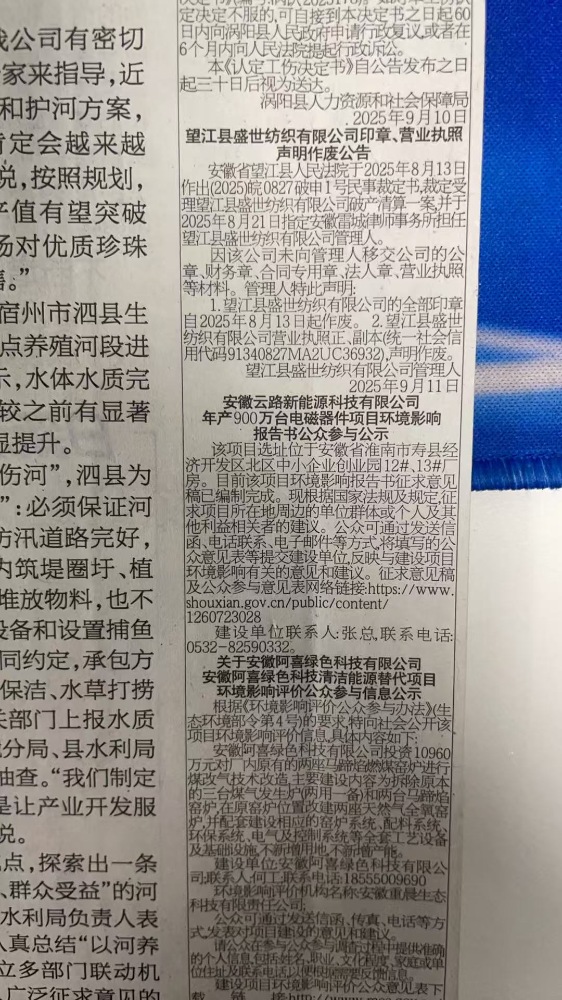 我公司有密切
家来指导,近
和护河方案,
肯定会越来越
说,按照规划,
产值有望突破
场对优质珍珠
售。”
宿州市泗县生
点养殖河段进
示,水体水质完
较之前有显著
显提升。
伤河”,泗县为
”:必须保证河
防汛道路完好,
内筑堤圈圩、植
堆放物料,也不
设备和设置捕鱼
同约定,承包方
保洁、水草打捞
关部门上报水质
分局、县水利局
抽查。“我们制定
是让产业开发服
说。
点,探索出一条
、群众受益”的河
水利局负责人表
认真总结“以河养
立多部门联动机
广泛征求意见的
定决定不服的,可自接到本决定书之日起60
日内向涡阳县人民政府申请行政复议,或者在
6个月内向人民法院提起行政诉讼。
本《认定工伤决定书》自公告发布之日
起三十日后视为送达。
涡阳县人力资源和社会保障局
2025年9月10日
望江县盛世纺织有限公司印章、营业执照
声明作废公告
安徽省望江县人民法院于2025年8月13日
作出(2025)皖0827破申1号民事裁定书,裁定受
理望江县盛世纺织有限公司破产清算一案,并于
2025年8月21日指定安徽雷城律师事务所担任
望江县盛世纺织有限公司管理人。
因该公司未向管理人移交公司的公
章、财务章、合同专用章、法人章、营业执照
等材料。管理人特此声明:
1.望江县盛世纺织有限公司的全部印章
自2025年8月13日起作废。2.望江县盛世
纺织有限公司营业执照正、副本(统一社会信
用代码91340827MA2UC36932),声明作废。
望江县盛世纺织有限公司管理人
2025年9月11日
安徽云路新能源科技有限公司
年产900万台电磁器件项目环境影响
报告书公众参与公示
该项目选址位于安徽省淮南市寿县经
济开发区北区中小企业创业园12#、13#厂
房。目前该项目环境影响报告书征求意见
稿已编制完成。现根据国家法规及规定,征
求项目所在地周边的单位群体或个人及其
他利益相关者的建议。公众可通过发送信
函、电话联系、电子邮件等方式,将填写的公
众意见表等提交建设单位,反映与建设项目
环境影响有关的意见和建议。征求意见稿
及公众参与意见表网络链接:https://www.
shouxian.gov.cn/public/content/
1260723028
建设单位联系人:张总,联系电话:
0532-82590332。
关于安徽阿喜绿色科技有限公司
安徽阿喜绿色科技清洁能源替代项目
环境影响评价公众参与信息公示
根据《环境影响评价公众参与办法》(生
态环境部令第4号)的要求,特向社会公开该
项目环境影响评价信息,具体内容如下:
安徽阿喜绿色科技有限公司投资10960
万元对厂内原有的两座马蹄焰燃煤窑炉进行
煤改气技术改造,主要建设内容为拆除原本
的三台煤气发生炉(两用一备)和两台马蹄焰
窑炉,在原窑炉位置改建两座天然气全氧窑
炉,并配套建设相应的窑炉系统、配料系统、
环保系统、电气及控制系统等全套工艺设备
及基础设施,不新增用地,不新增产能。
建设单位:安徽阿喜绿色科技有限公
司;联系人:何工;联系电话:18555009690
环境影响评价机构名称:安徽重晨生态
科技有限责任公司;
公众可通过发送信函、传真、电话等方
式,发表对项目建设的意见和建议。
请公众在参与公众参与调查过程中提供准确
的个人信息,包括:姓名、职业、文化程度、家庭或单
位住址及联系电话,以便根据需要反馈信息。
建设项目环境影响评价公众意见表下
载链接:http://www.